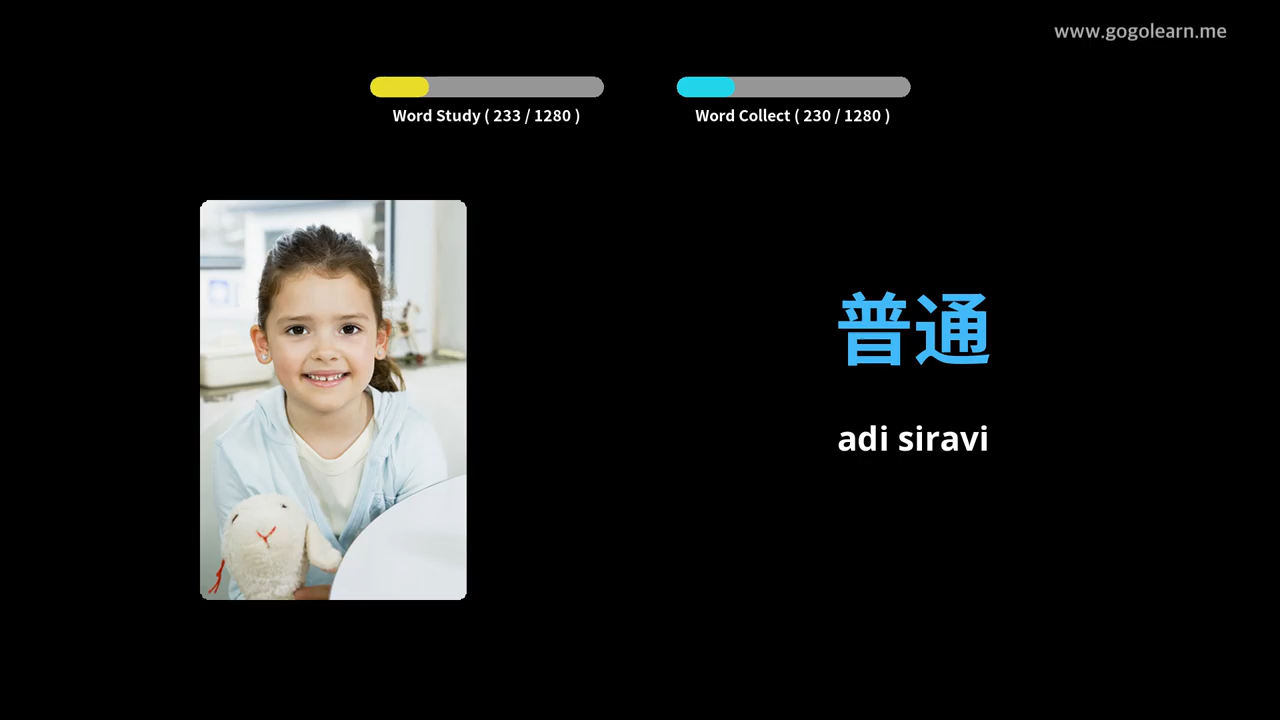 www.gogolearn.me
Word Study ( 233 / 1280 )
Word Collect ( 230 / 1280 )
普通
adi siravi